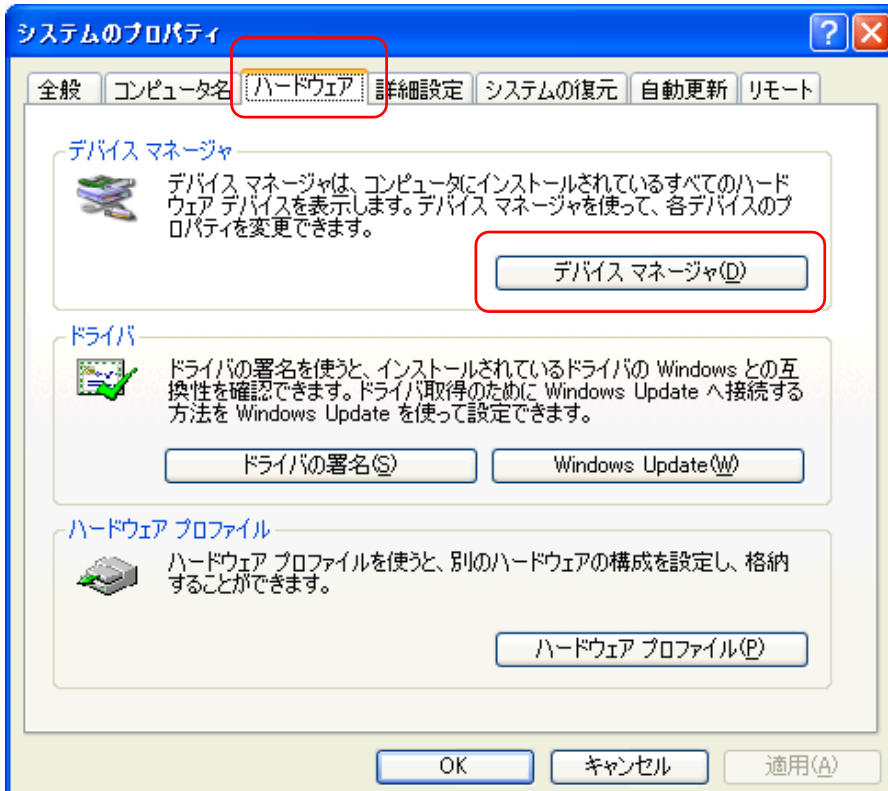 システムのプロパティ
全般 コンピュータ名 ハードウェア 詳細設定 システムの復元 自動更新 リモート
デバイス マネージャ
デバイス マネージャは、コンピュータにインストールされているすべてのハード
ウェア デバイスを表示します。デバイス マネージャを使って、各デバイスのプ
ロパティを変更できます。
デバイス マネージャ(D)
ドライバ
ドライバの署名を使うと、インストールされているドライバの Windows との互
換性を確認できます。ドライバ取得のために Windows Update へ接続する
方法を Windows Update を使って設定できます。
ドライバの署名(S) Windows Update(W)
ハードウェア プロファイル
ハードウェア プロファイルを使うと、別のハードウェアの構成を設定し、格納
することができます。
ハードウェア プロファイル(P)
OK キャンセル 適用(A)